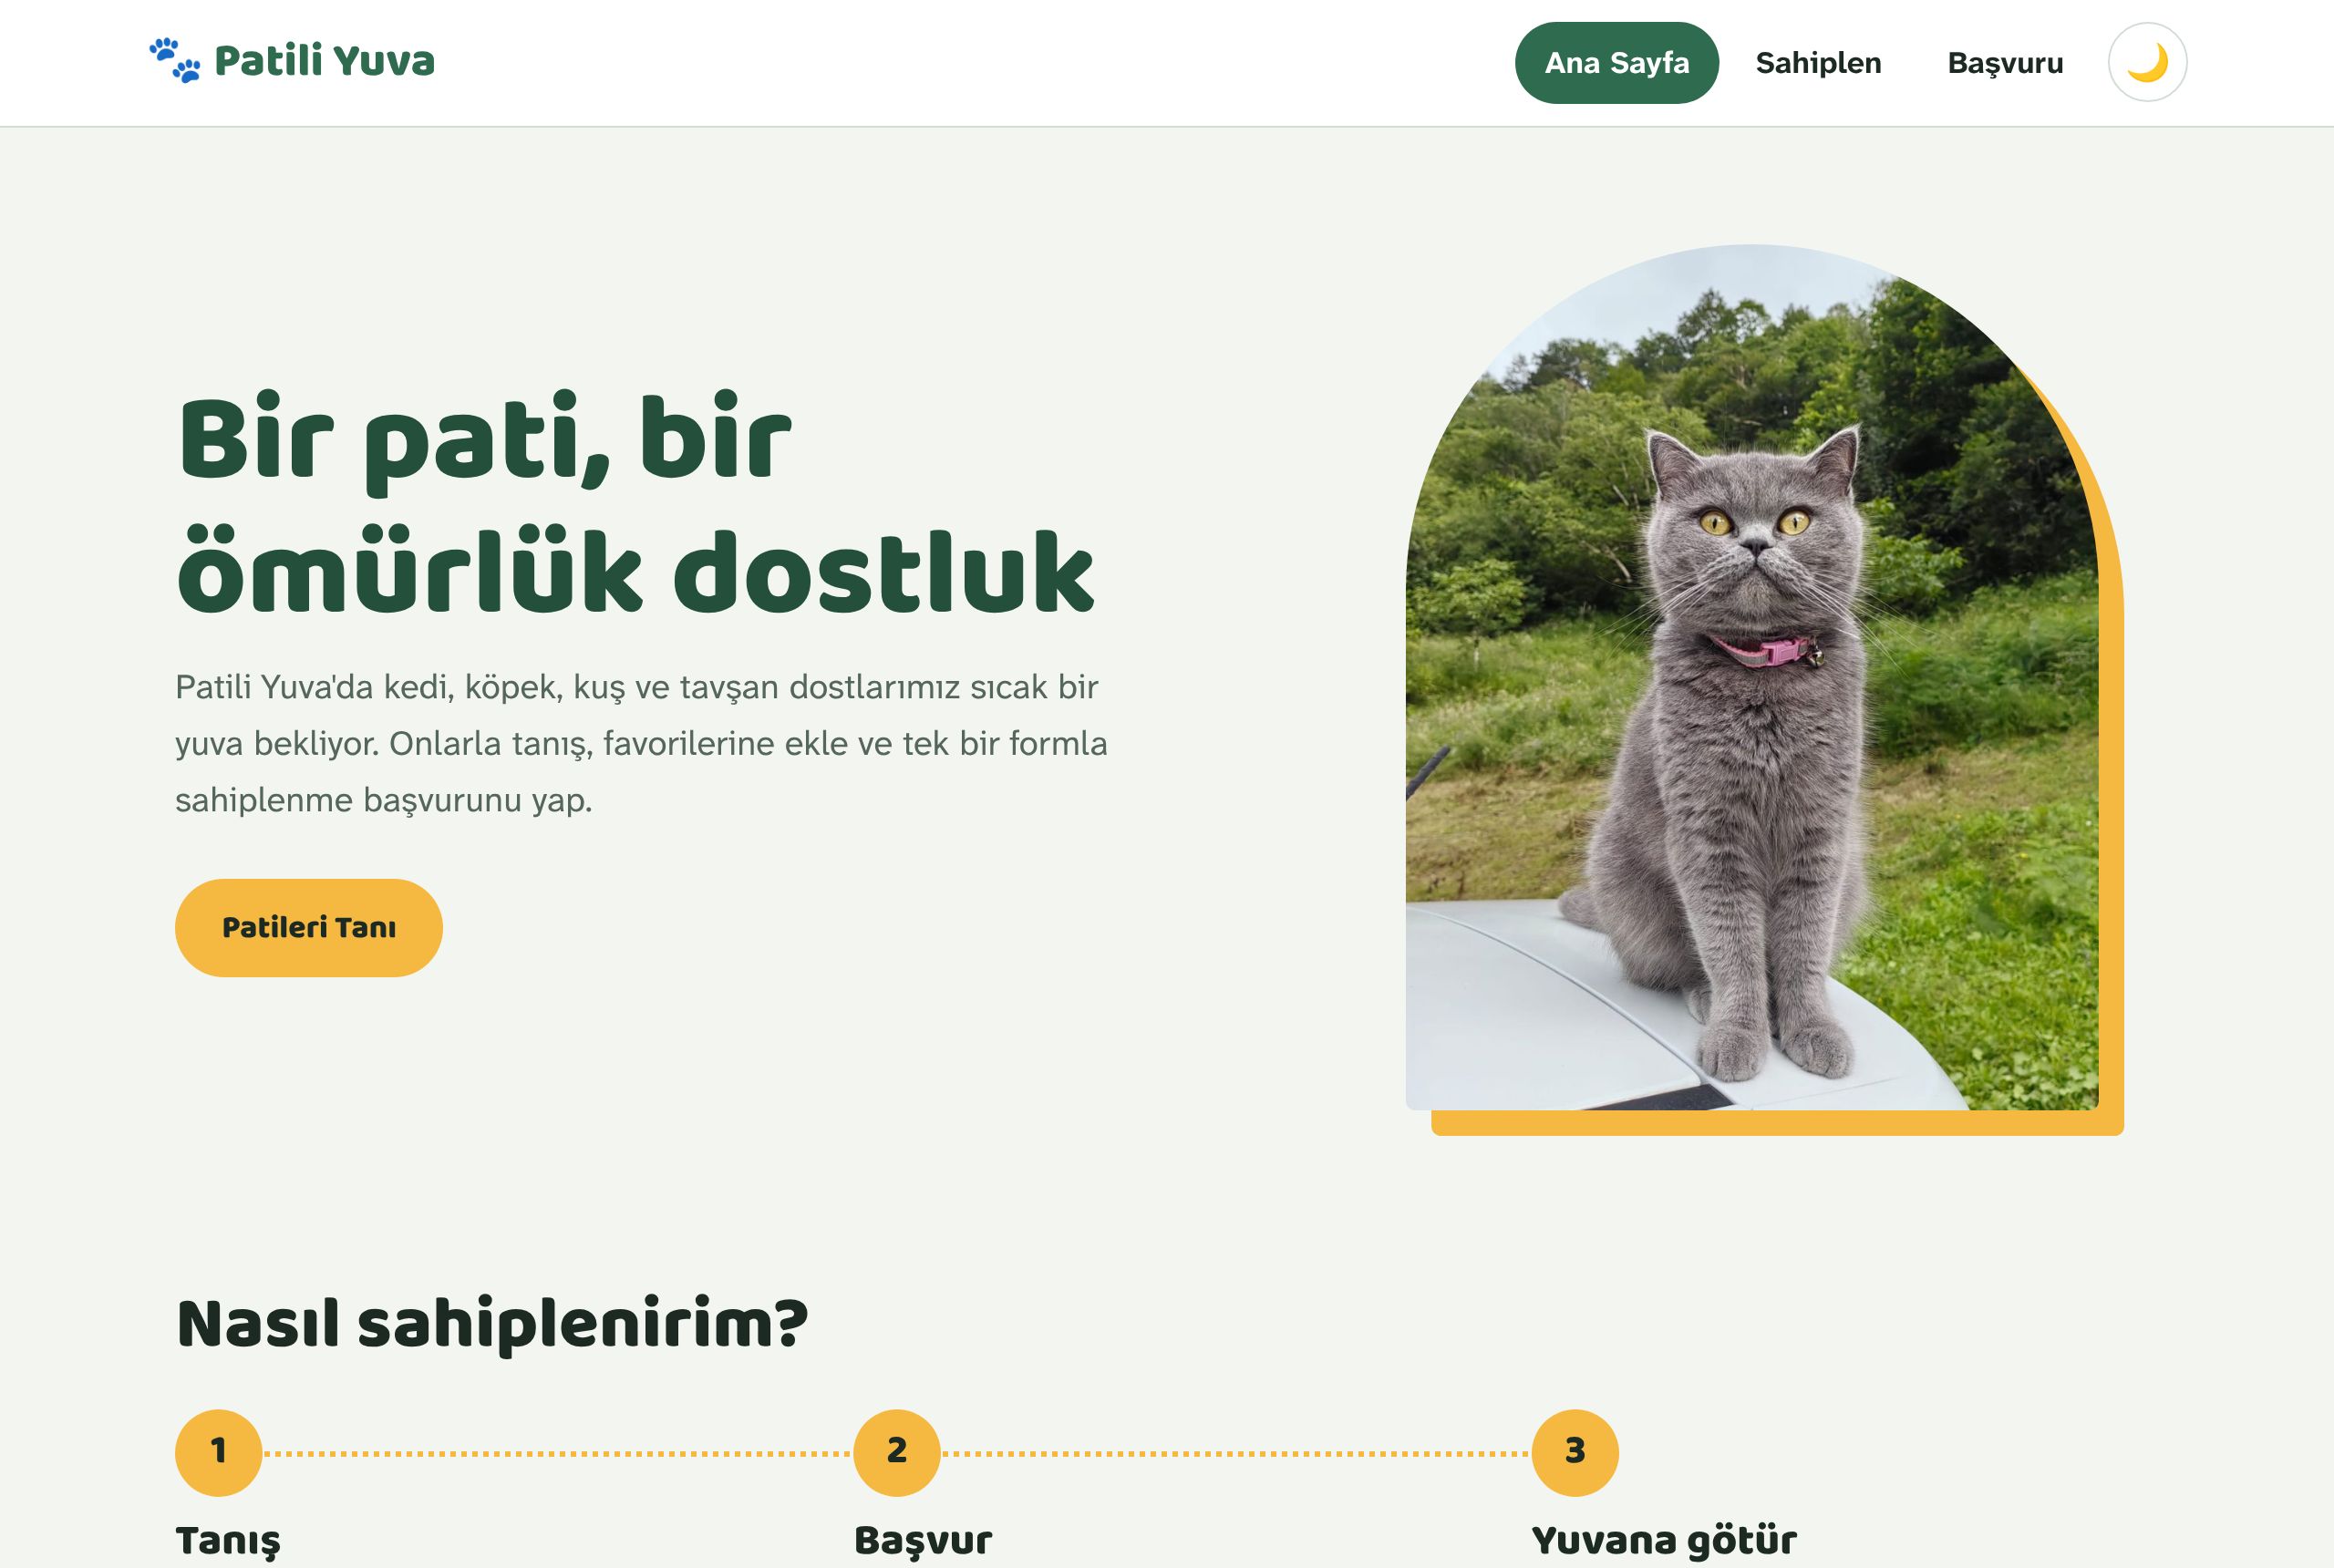 Patili Yuva
Ana Sayfa
Sahiplen
Başvuru
Bir pati, bir
ömürlük dostluk
Patili Yuva'da kedi, köpek, kuş ve tavşan dostlarımız sıcak bir
yuva bekliyor. Onlarla tanış, favorilerine ekle ve tek bir formla
sahiplenme başvurunu yap.
Patileri Tanı
Nasıl sahiplenirim?
1
2
3
Tanış
Başvur
Yuvana götür